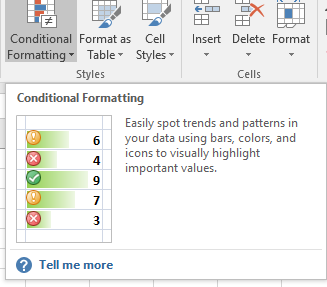 Conditional Format as Cell Insert Delete Format
Formatting Table Styles
Styles Cells
Conditional Formatting
Easily spot trends and patterns in
your data using bars, colors, and
icons to visually highlight
important values.
6
4
9
7
3
Tell me more